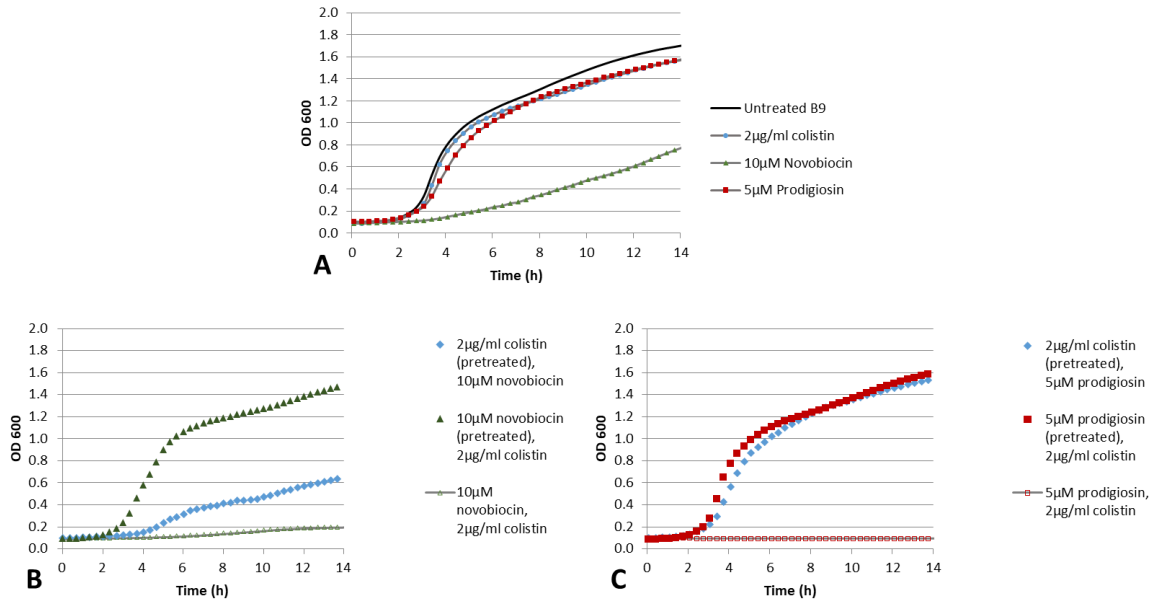 2.0
1.8
1.6
1.4
1.2
1.0
0.8
0.6
0.4
0.2
0.0
OD 600
0 2 4 6 8 10 12 14
Time (h)
A
Untreated B9
2µg/ml colistin
10µM Novobiocin
5µM Prodigiosin
2.0
1.8
1.6
1.4
1.2
1.0
0.8
0.6
0.4
0.2
0.0
OD 600
0 2 4 6 8 10 12 14
Time (h)
B
2µg/ml colistin
(pretreated),
10µM novobiocin
10µM novobiocin
(pretreated),
2µg/ml colistin
10µM
novobiocin,
2µg/ml colistin
2.0
1.8
1.6
1.4
1.2
1.0
0.8
0.6
0.4
0.2
0.0
OD 600
0 2 4 6 8 10 12 14
Time (h)
C
2µg/ml colistin
(pretreated),
5µM prodigiosin
5µM prodigiosin
(pretreated),
2µg/ml colistin
5µM prodigiosin,
2µg/ml colistin